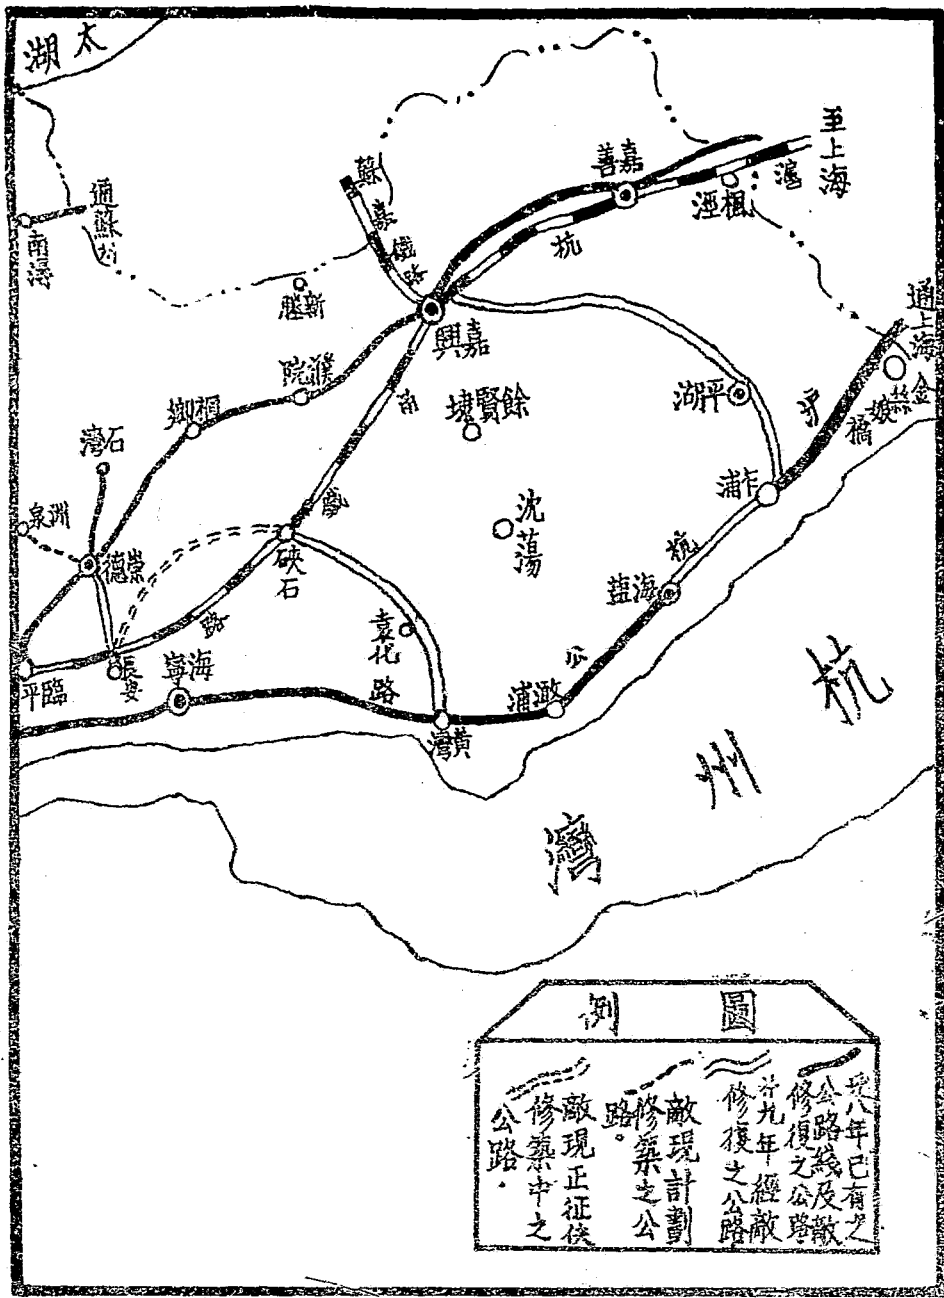 太湖
通蘇州
南潯
新塍
蘇嘉鐵路
嘉善
楓涇
滬杭
至上海
嘉興
通上海
金絲娘橋
濮院
桐鄉
石灣
洲泉
崇德
餘賢埭
平湖
乍浦
沈蕩
硤石
海鹽
袁化路
澉浦
黃灣
海寧
長安
臨平
路
杭
杭州灣
圖例
廿八年已有之
公路綫及敵
修復之公路
廿九年經敵
修復之公路
敵現計劃
修築之公
路。
敵現正征伕
修築中之
公路.